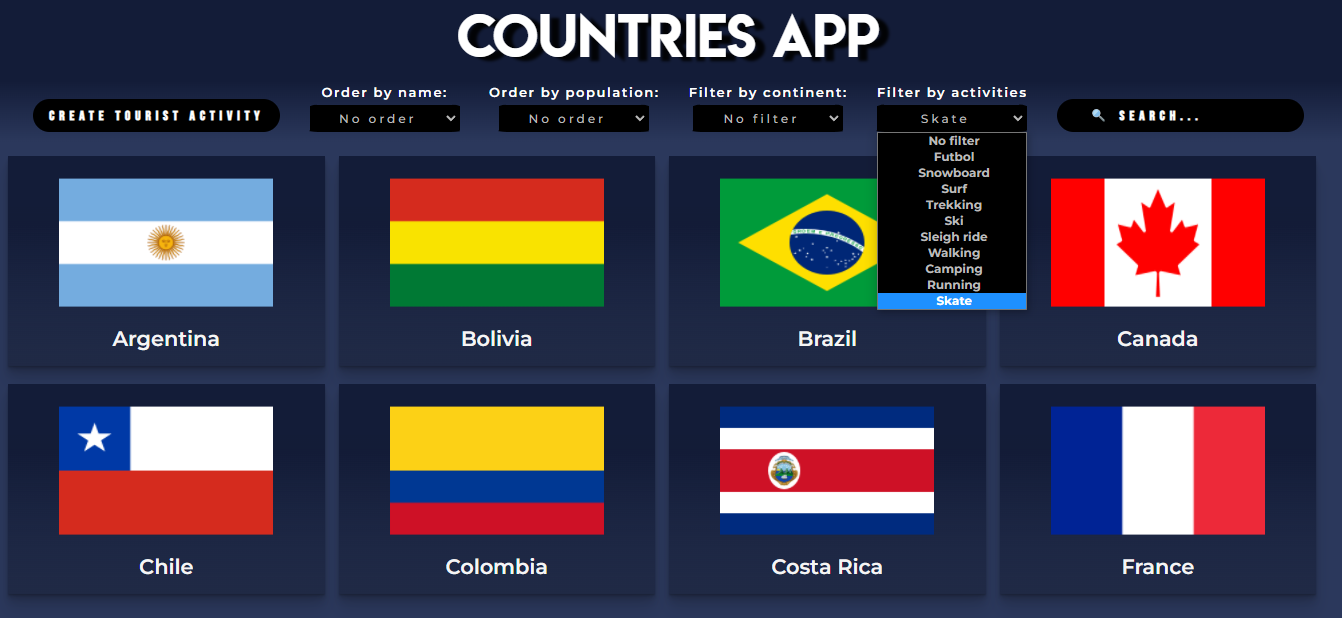 COUNTRIES APP
CREATE TOURIST ACTIVITY
Order by name:
No order
Order by population:
No order
Filter by continent:
No filter
Filter by activities
Skate
No filter
Futbol
Snowboard
Surf
Trekking
Ski
Sleigh ride
Walking
Camping
Running
Skate
SEARCH...
Argentina
Bolivia
Brazil
Canada
Chile
Colombia
Costa Rica
France